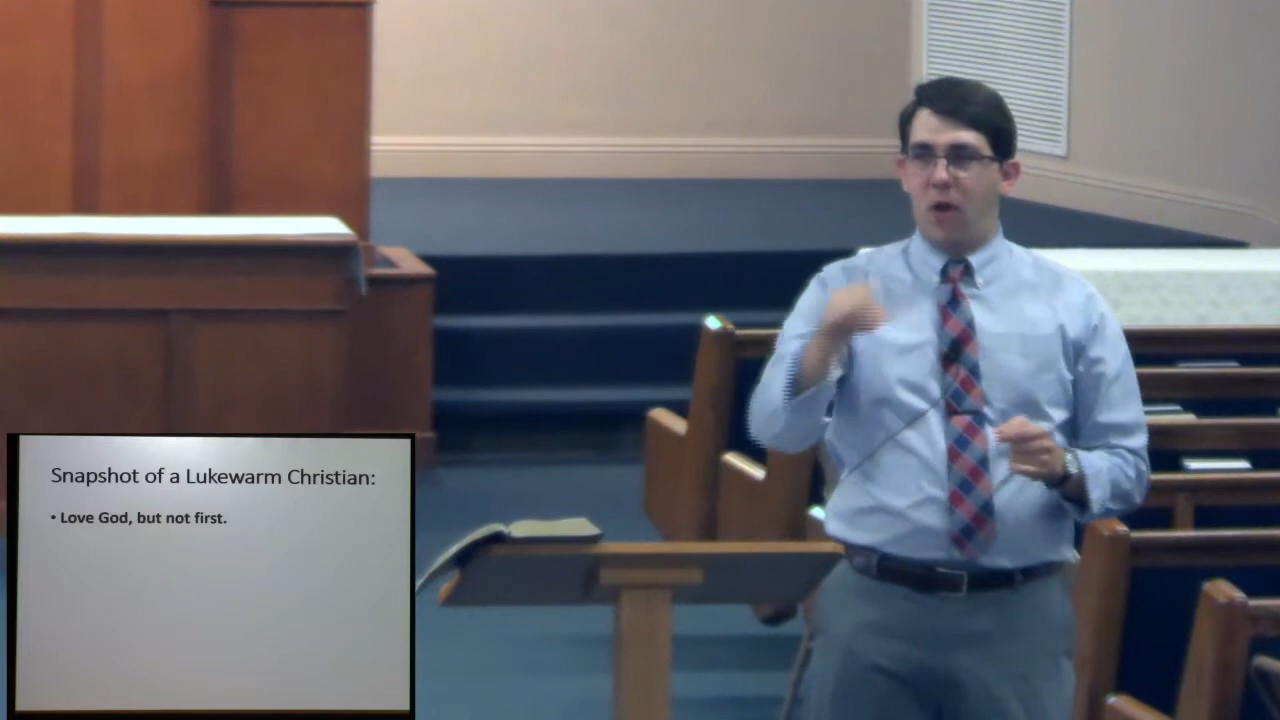 Snapshot of a Lukewarm Christian:
• Love God, but not first.